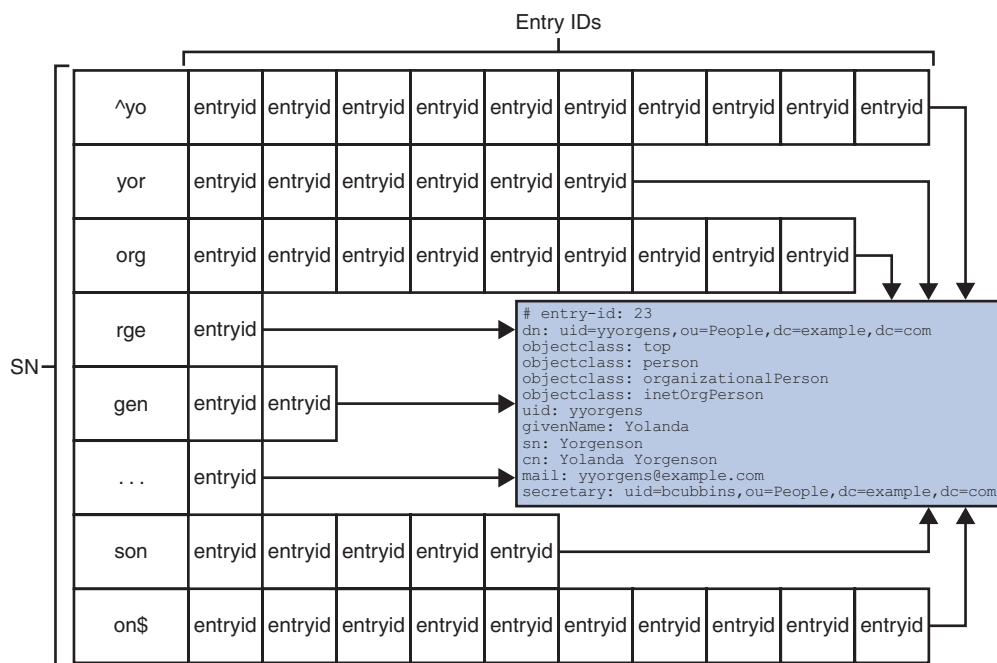 Entry IDs
^yo entryid entryid entryid entryid entryid entryid entryid entryid entryid entryid
yor entryid entryid entryid entryid entryid entryid
org entryid entryid entryid entryid entryid entryid entryid entryid entryid
rge entryid
gen entryid entryid
. . . entryid
son entryid entryid entryid entryid entryid
on$ entryid entryid entryid entryid entryid entryid entryid entryid entryid entryid
SN
# entry-id: 23
dn: uid=yyorgens,ou=People,dc=example,dc=com
objectclass: top
objectclass: person
objectclass: organizationalPerson
objectclass: inetOrgPerson
uid: yyorgens
givenName: Yolanda
sn: Yorgenson
cn: Yolanda Yorgenson
mail: yyorgens@example.com
secretary: uid=bcubbins,ou=People,dc=example,dc=com